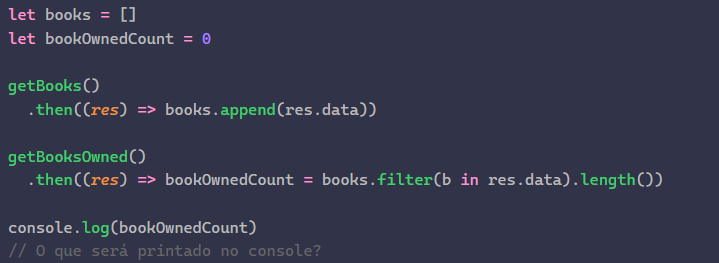 let books = []
let bookOwnedCount = 0
getBooks()
.then((res) => books.append(res.data))
getBooksOwned()
.then((res) => bookOwnedCount = books.filter(b in res.data).length())
console.log(bookOwnedCount)
// O que será printado no console?